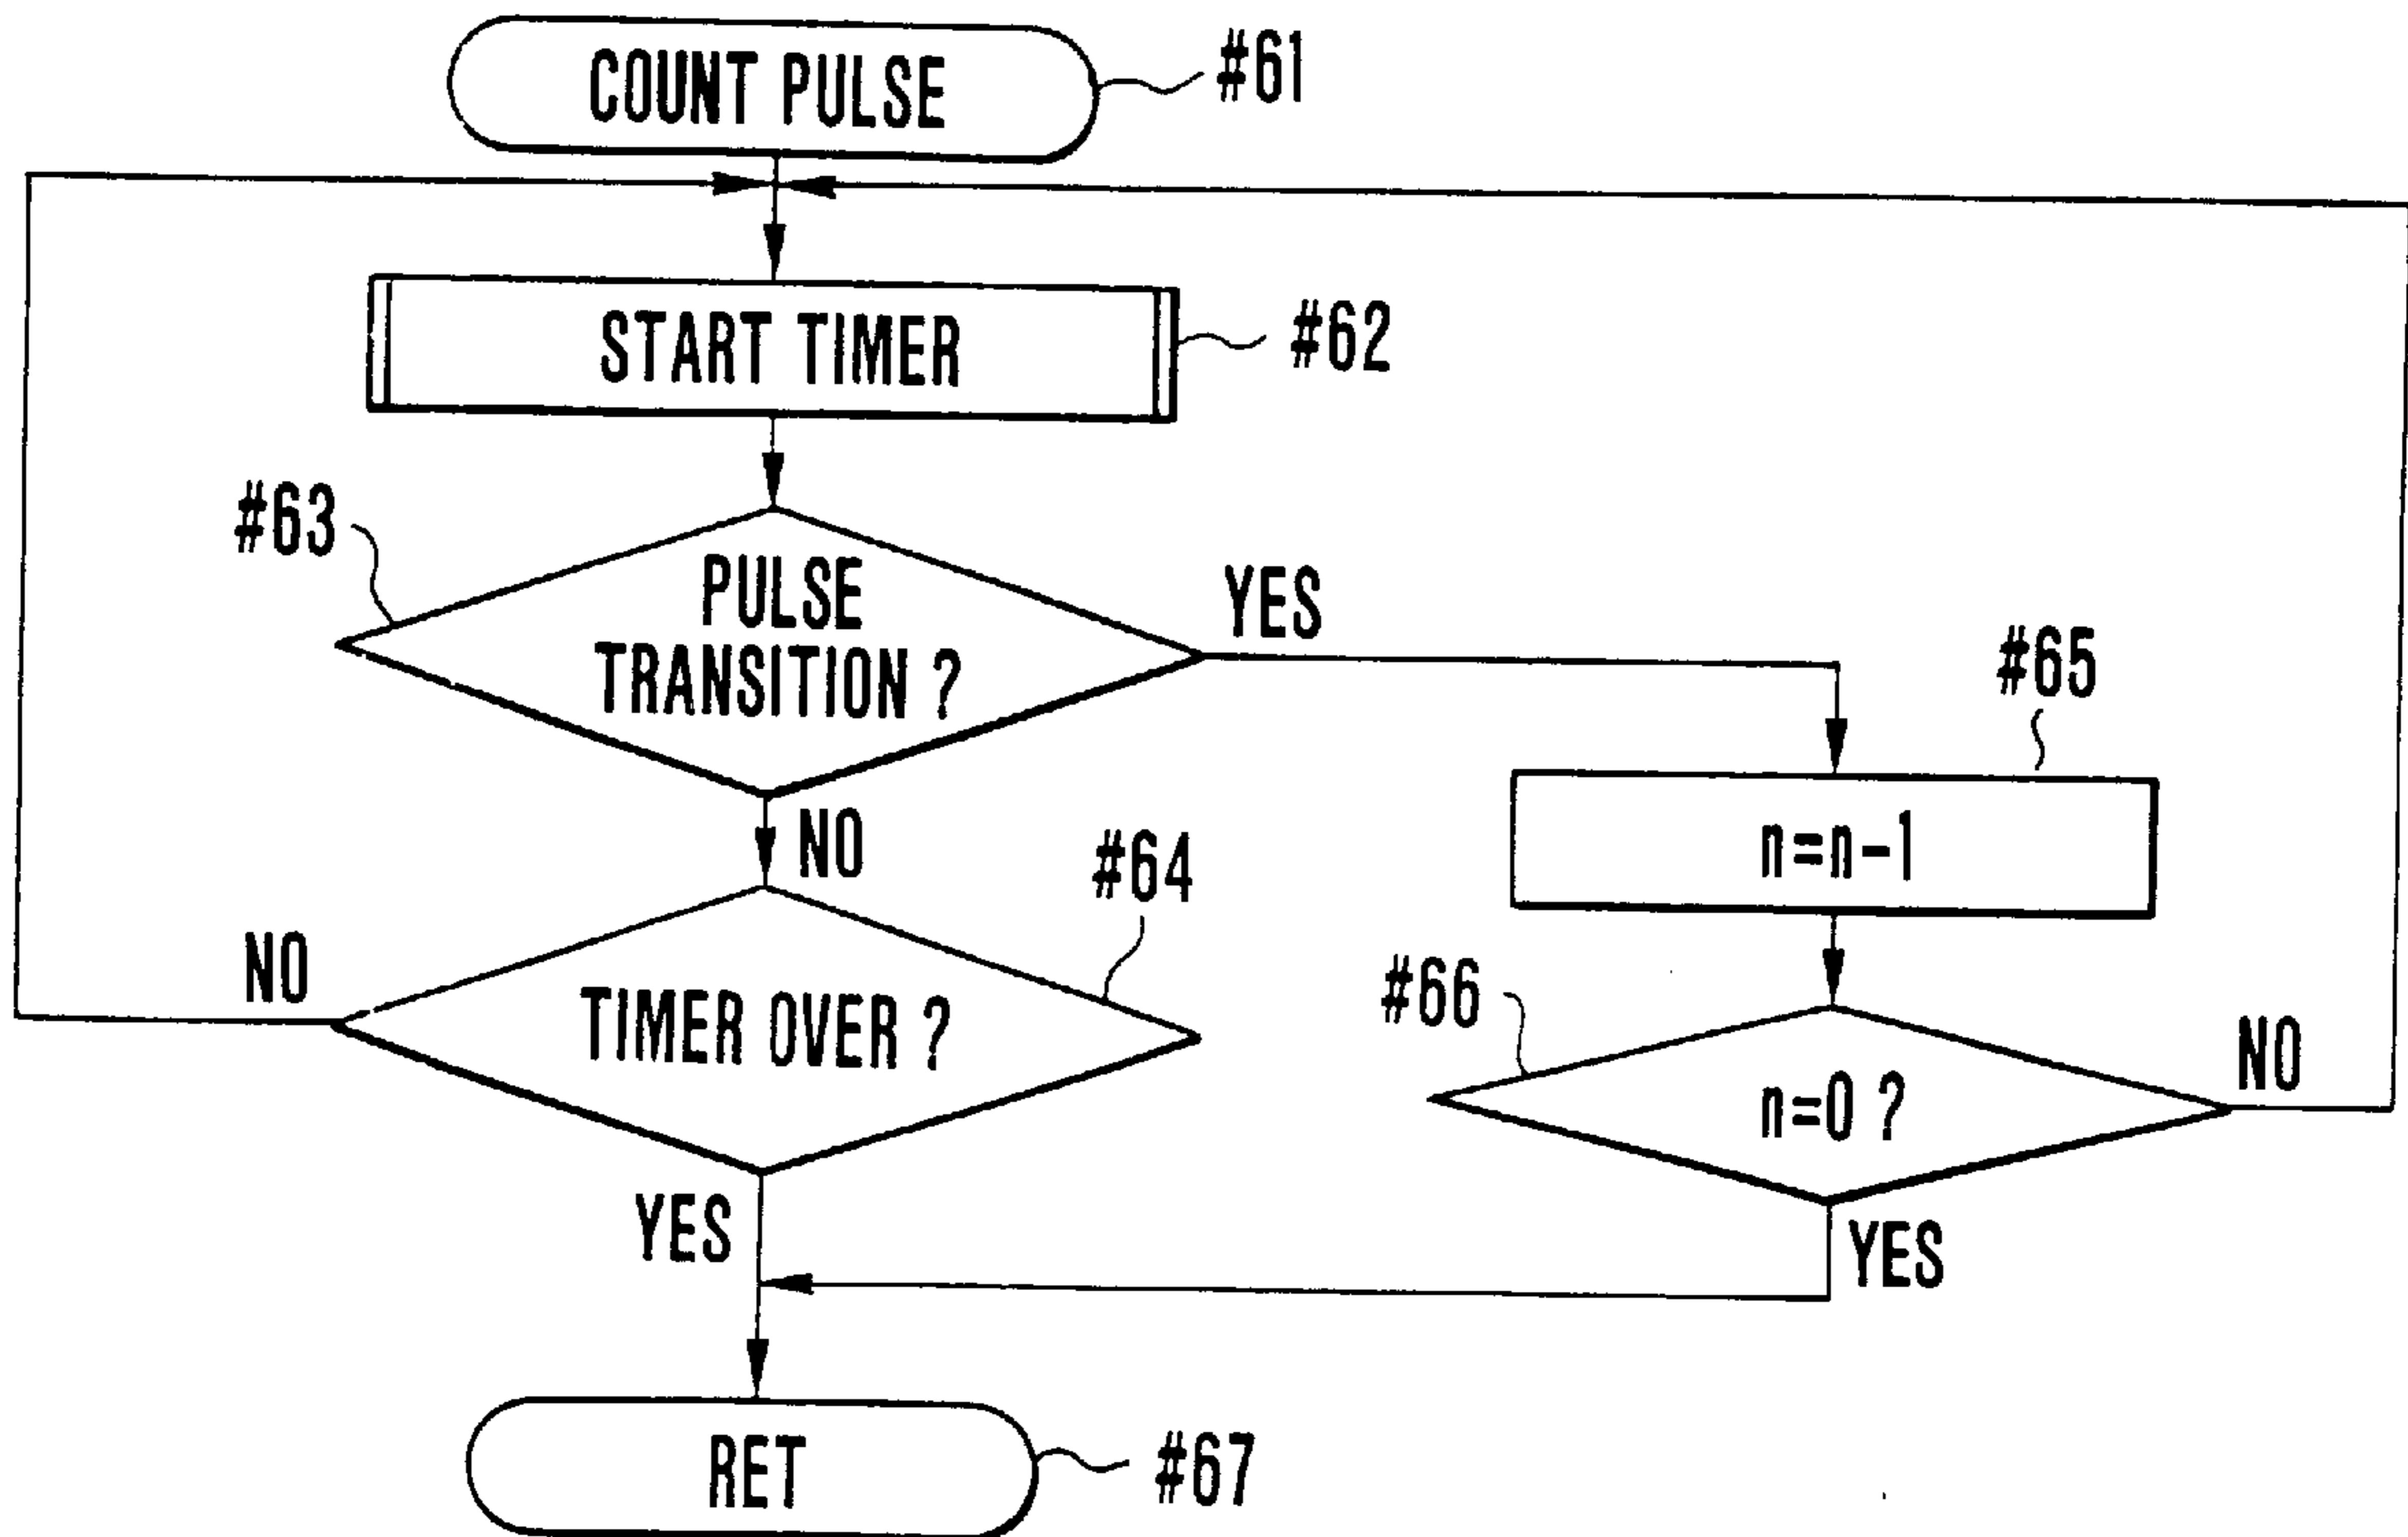 COUNT PULSE
#61
START TIMER
#62
#63
PULSE
TRANSITION ?
YES
#65
NO
n=n-1
#64
NO
TIMER OVER ?
#66
n=0 ?
NO
YES
YES
RET
#67